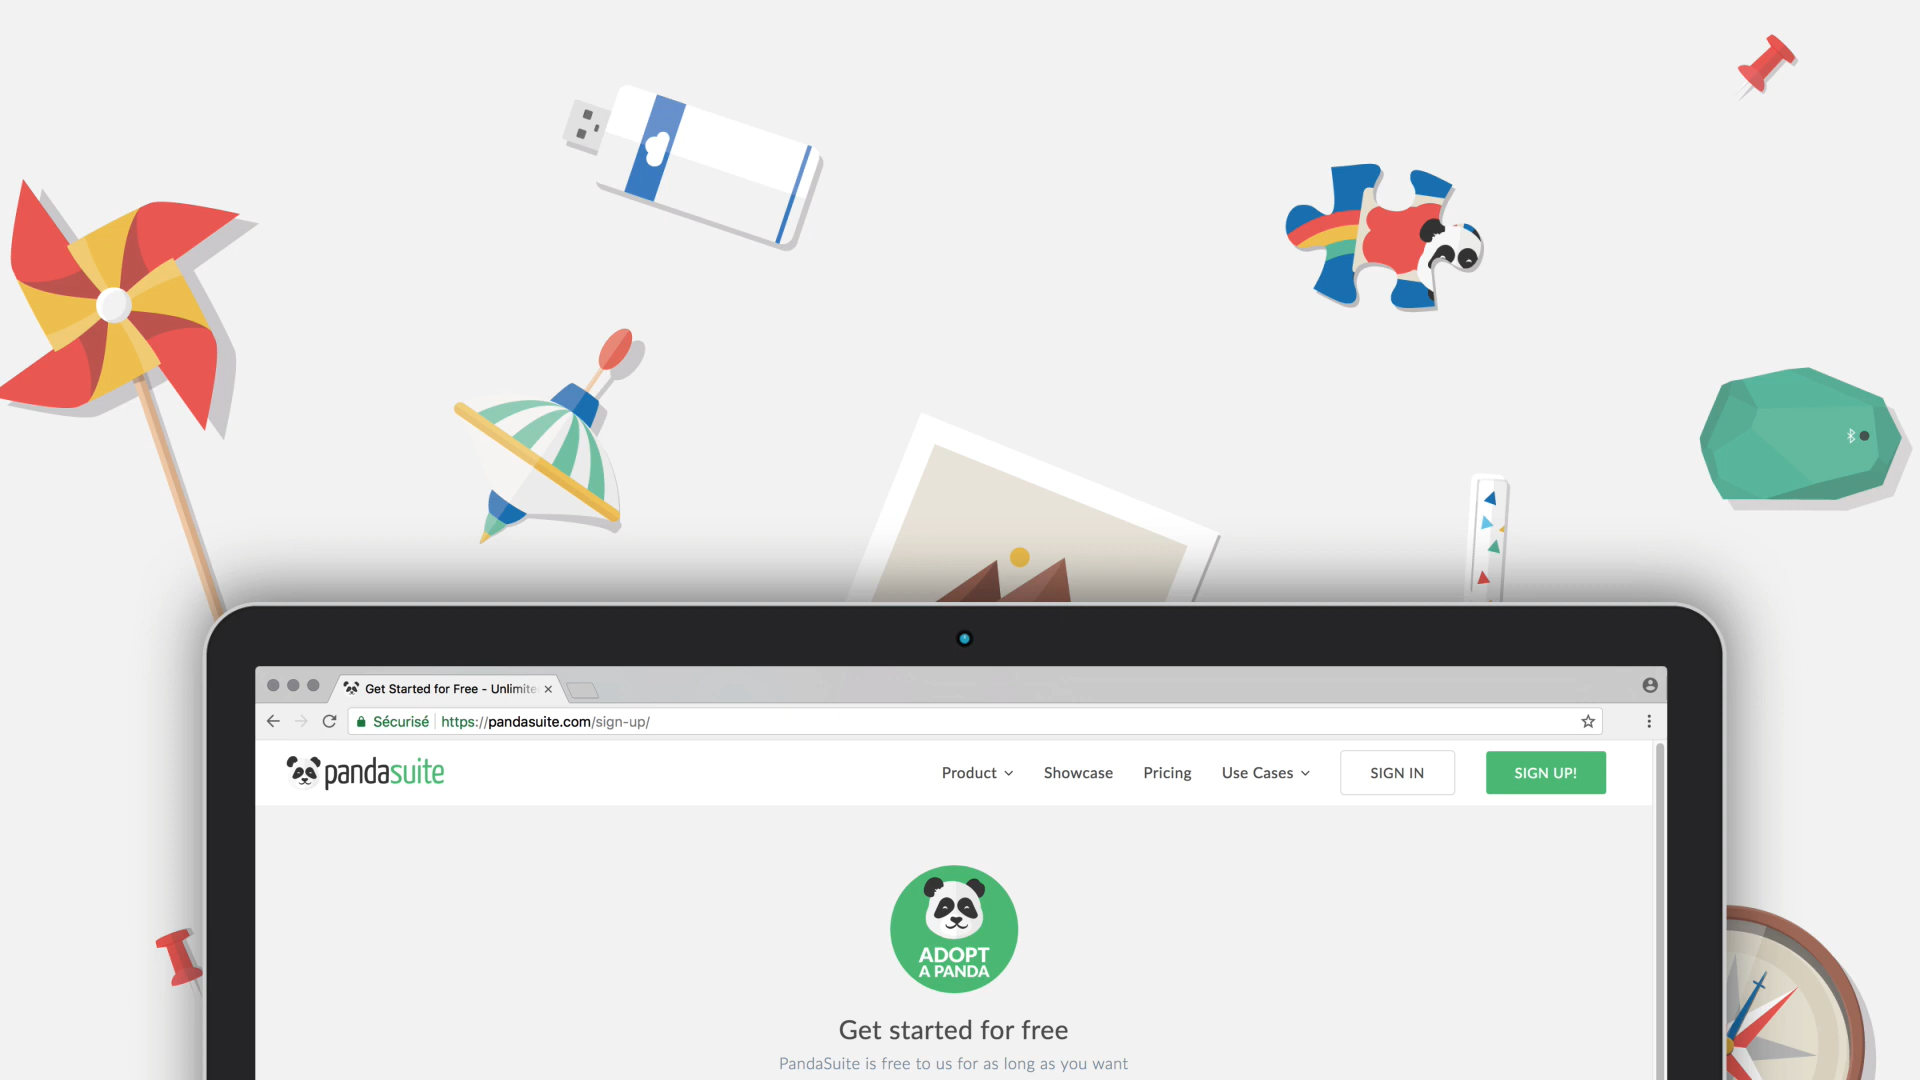 Get Started for Free - Unlimite
Sécurisé https://pandasuite.com/sign-up/
pandasuite
Product
Showcase
Pricing
Use Cases
SIGN IN
SIGN UP!
ADOPT
A PANDA
Get started for free
PandaSuite is free to us for as long as you want